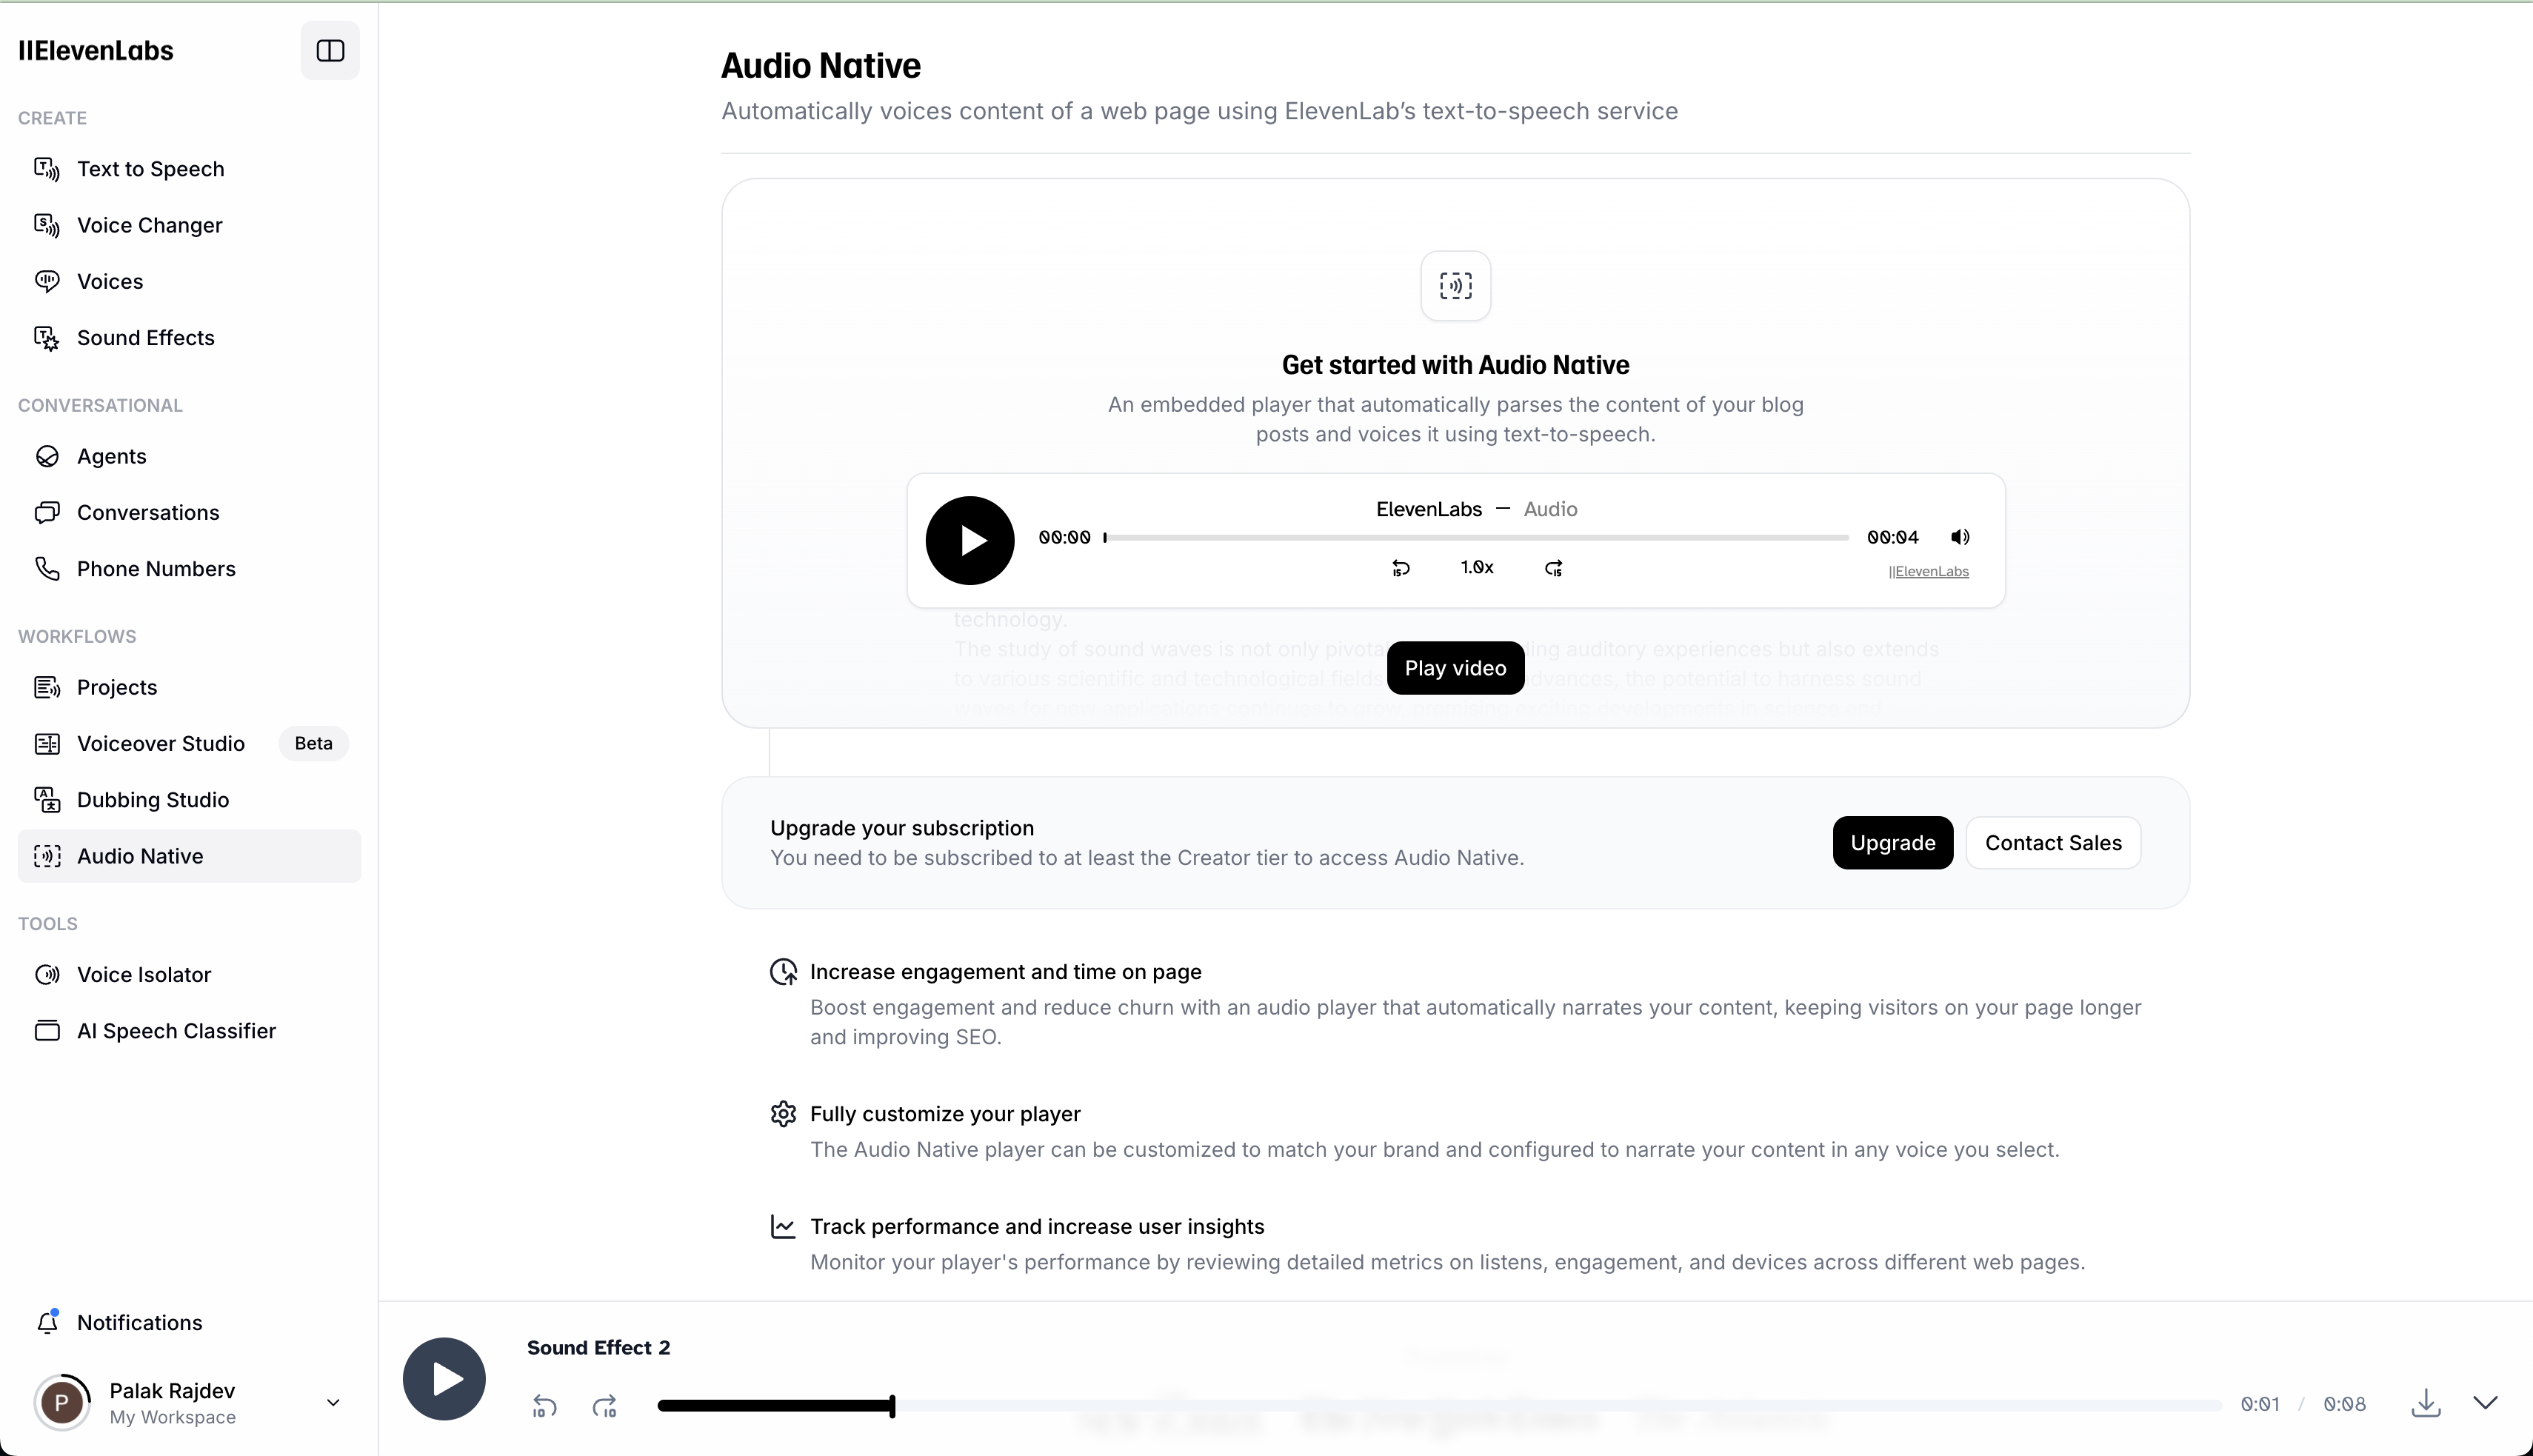 IIElevenLabs
CREATE
Text to Speech
Voice Changer
Voices
Sound Effects
CONVERSATIONAL
Agents
Conversations
Phone Numbers
WORKFLOWS
Projects
Voiceover Studio Beta
Dubbing Studio
Audio Native
TOOLS
Voice Isolator
AI Speech Classifier
Notifications
P
Palak Rajdev
My Workspace
Audio Native
Automatically voices content of a web page using ElevenLab’s text-to-speech service
Get started with Audio Native
An embedded player that automatically parses the content of your blog
posts and voices it using text-to-speech.
ElevenLabs — Audio
00:00 00:04
15 1.0x 15
||ElevenLabs
technology.
The study of sound waves is not only auditory experiences but also extends
to various scientific and technological fields the potential to harness sound
Play video
Upgrade your subscription
You need to be subscribed to at least the Creator tier to access Audio Native.
Upgrade
Contact Sales
Increase engagement and time on page
Boost engagement and reduce churn with an audio player that automatically narrates your content, keeping visitors on your page longer
and improving SEO.
Fully customize your player
The Audio Native player can be customized to match your brand and configured to narrate your content in any voice you select.
Track performance and increase user insights
Monitor your player's performance by reviewing detailed metrics on listens, engagement, and devices across different web pages.
Sound Effect 2
10 10
0:01 / 0:08